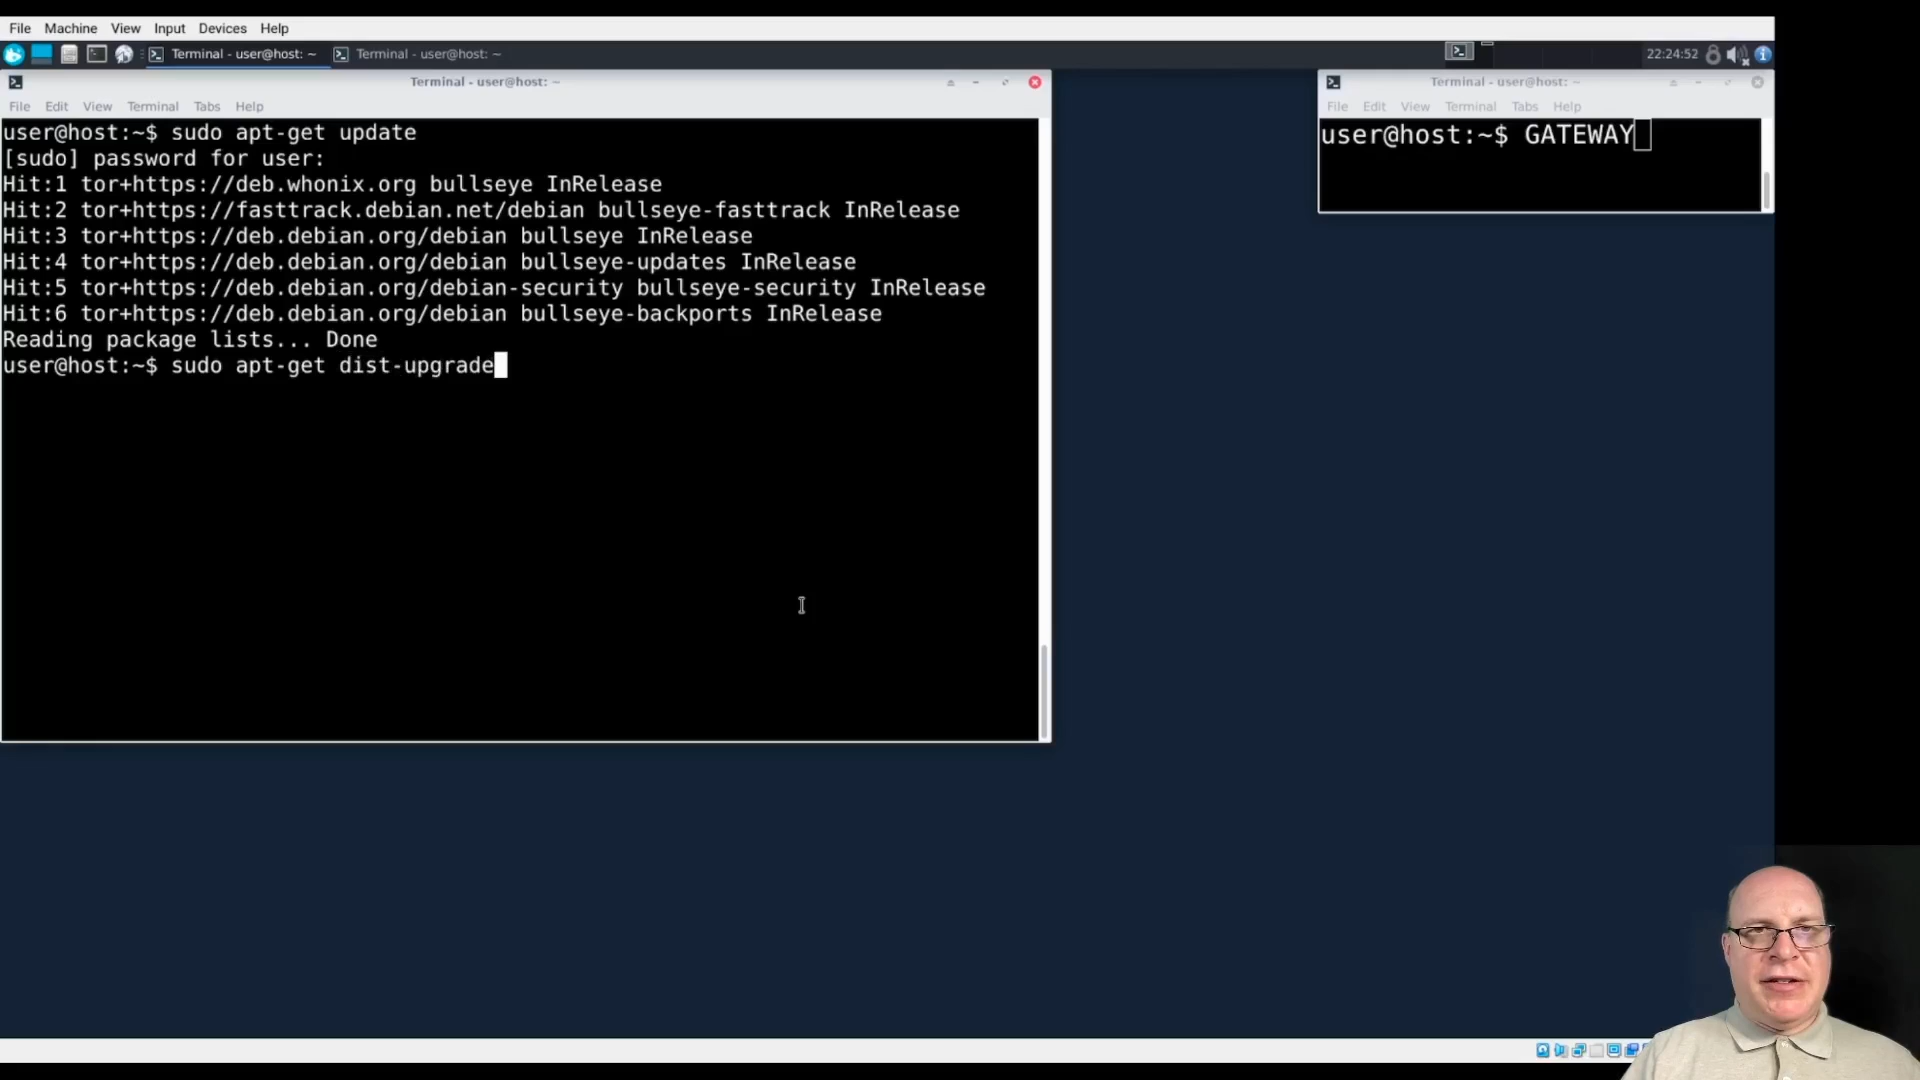 File Machine View Input Devices Help
Terminal - user@host: ~ Terminal - user@host: ~ 22:24:52
Terminal - user@host: ~
File Edit View Terminal Tabs Help
user@host:~$ sudo apt-get update
[sudo] password for user:
Hit:1 tor+https://deb.whonix.org bullseye InRelease
Hit:2 tor+https://fasttrack.debian.net/debian bullseye-fasttrack InRelease
Hit:3 tor+https://deb.debian.org/debian bullseye InRelease
Hit:4 tor+https://deb.debian.org/debian bullseye-updates InRelease
Hit:5 tor+https://deb.debian.org/debian-security bullseye-security InRelease
Hit:6 tor+https://deb.debian.org/debian bullseye-backports InRelease
Reading package lists... Done
user@host:~$ sudo apt-get dist-upgrade
Terminal - user@host: ~
File Edit View Terminal Tabs Help
user@host:~$ GATEWAY